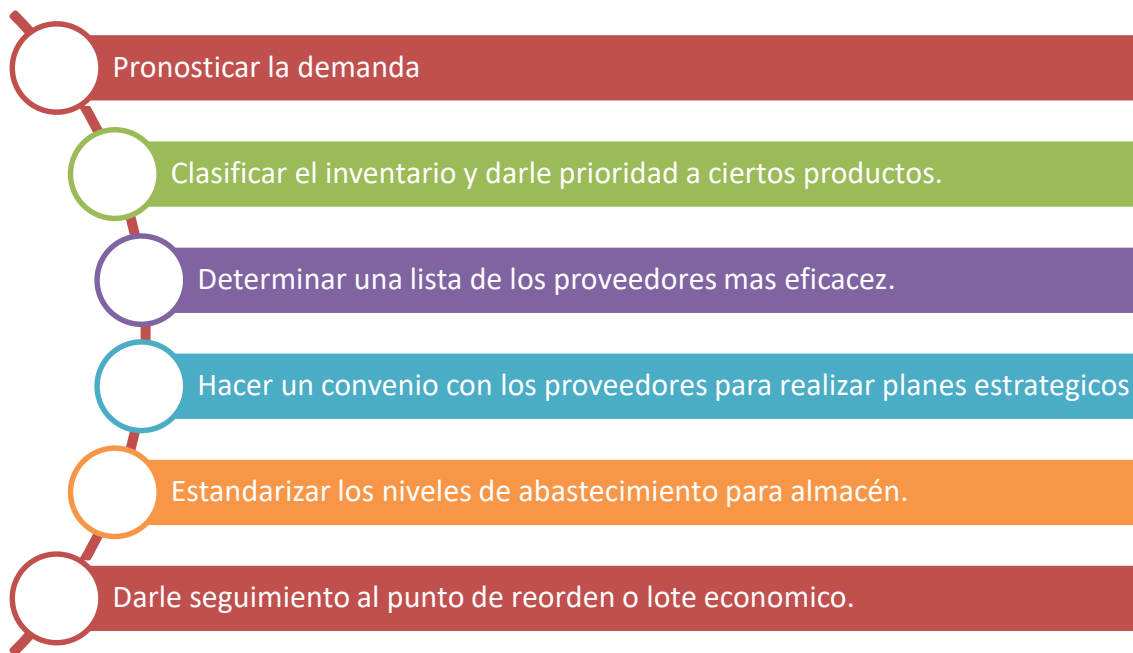 Pronosticar la demanda
Clasificar el inventario y darle prioridad a ciertos productos.
Determinar una lista de los proveedores mas eficacez.
Hacer un convenio con los proveedores para realizar planes estrategicos
Estandarizar los niveles de abastecimiento para almacén.
Darle seguimiento al punto de reorden o lote economico.